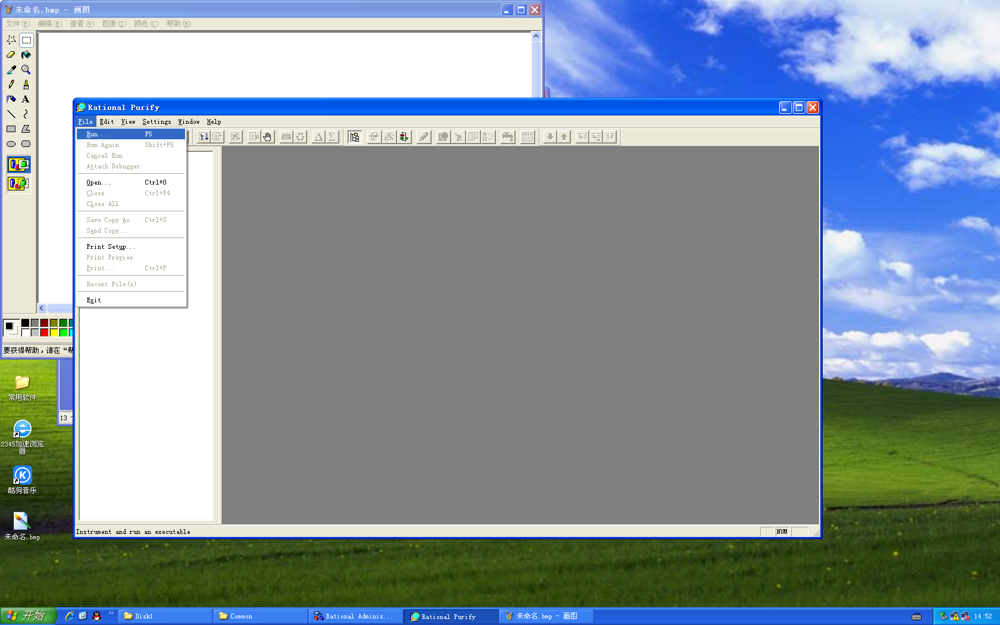 未命名.bmp - 画图
文件(F) 编辑(E) 查看(V) 图像(I) 颜色(C) 帮助(H)
Rational Purify
File Edit View Settings Window Help
Run... F5
Run Again Shift+F5
Cancel Run
Attach Debugger
Open... Ctrl+O
Close Ctrl+F4
Close All
Save Copy As... Ctrl+S
Send Copy...
Print Setup...
Print Preview
Print... Ctrl+P
Recent File(s)
Exit
要获得帮助，请在“帮
常用软件
13
2345加速浏览
器
酷狗音乐
未命名.bmp
Instrument and run an executable
NUM
开始
Disk1
Common
Rational Adminis...
Rational Purify
未命名.bmp - 画图
14:52